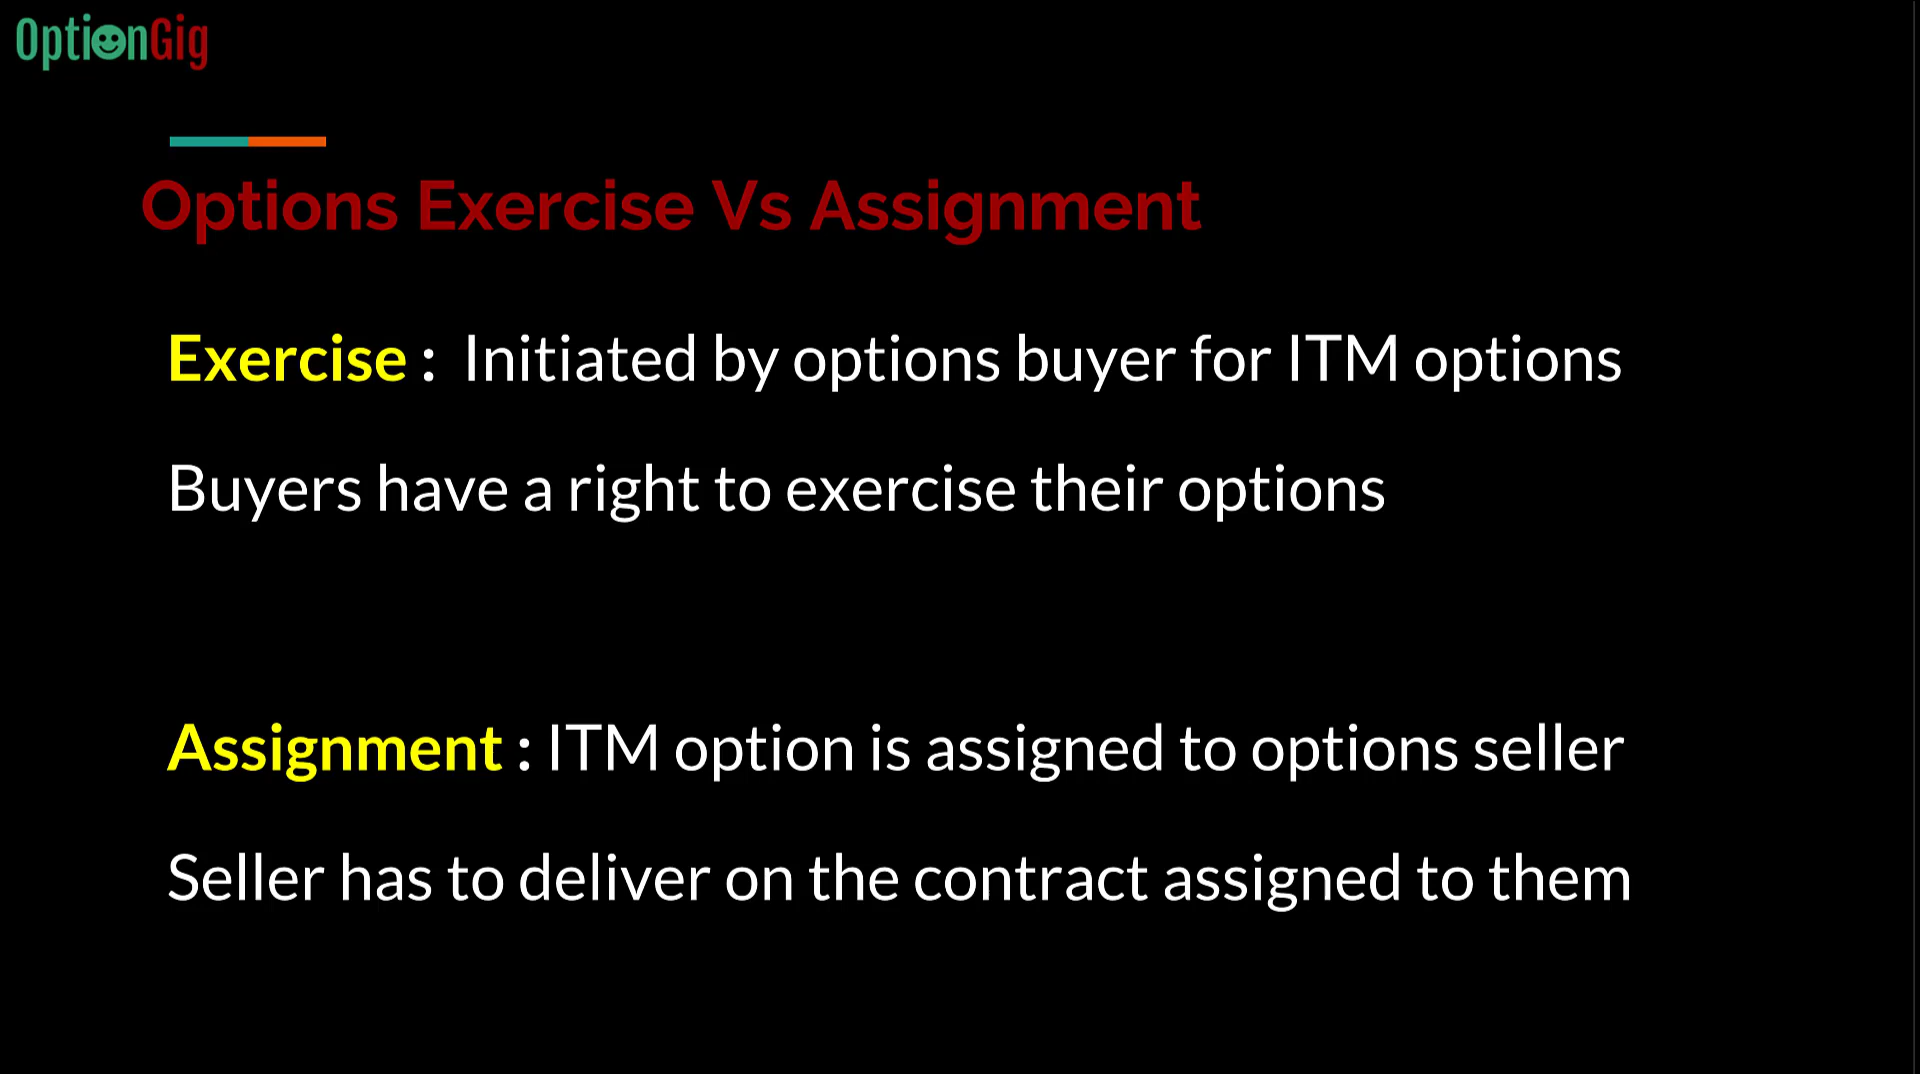 OptionGig
Options Exercise Vs Assignment
Exercise : Initiated by options buyer for ITM options
Buyers have a right to exercise their options
Assignment : ITM option is assigned to options seller
Seller has to deliver on the contract assigned to them